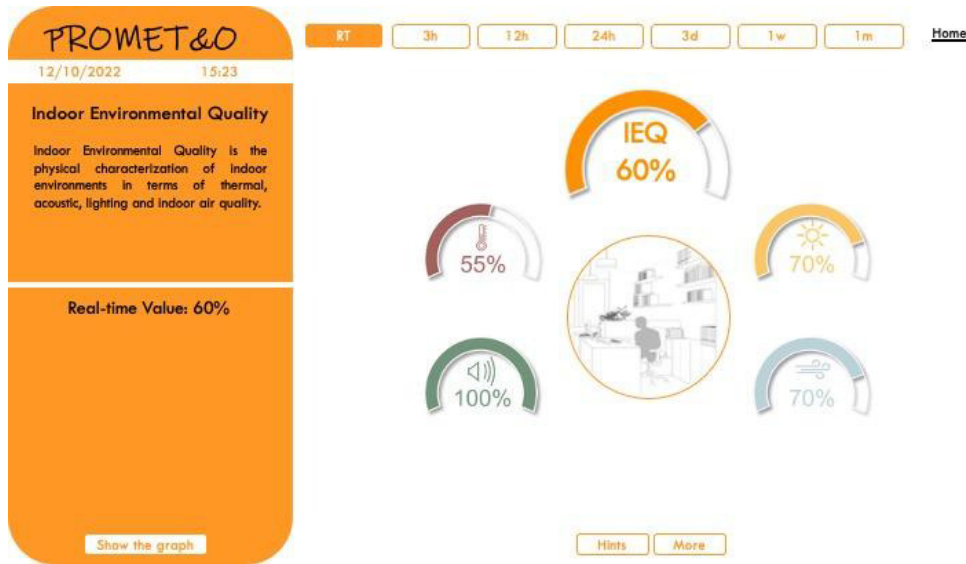 PROMET&O
12/10/2022 15:23
Indoor Environmental Quality
Indoor Environmental Quality is the
physical characterization of indoor
environments in terms of thermal,
acoustic, lighting and indoor air quality.
Real-time Value: 60%
Show the graph
RT 3h 12h 24h 3d 1w 1m Home
IEQ
60%
55%
70%
100%
70%
Hints More